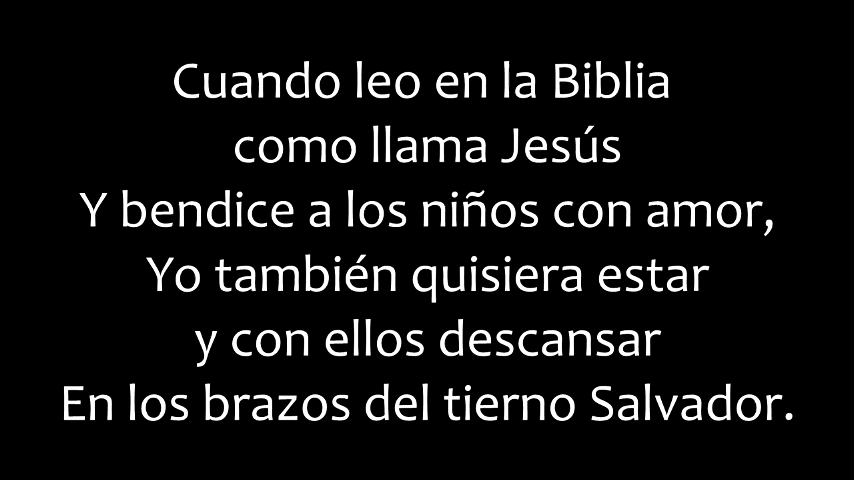 Cuando leo en la Biblia
como llama Jesús
Y bendice a los niños con amor,
Yo también quisiera estar
y con ellos descansar
En los brazos del tierno Salvador.